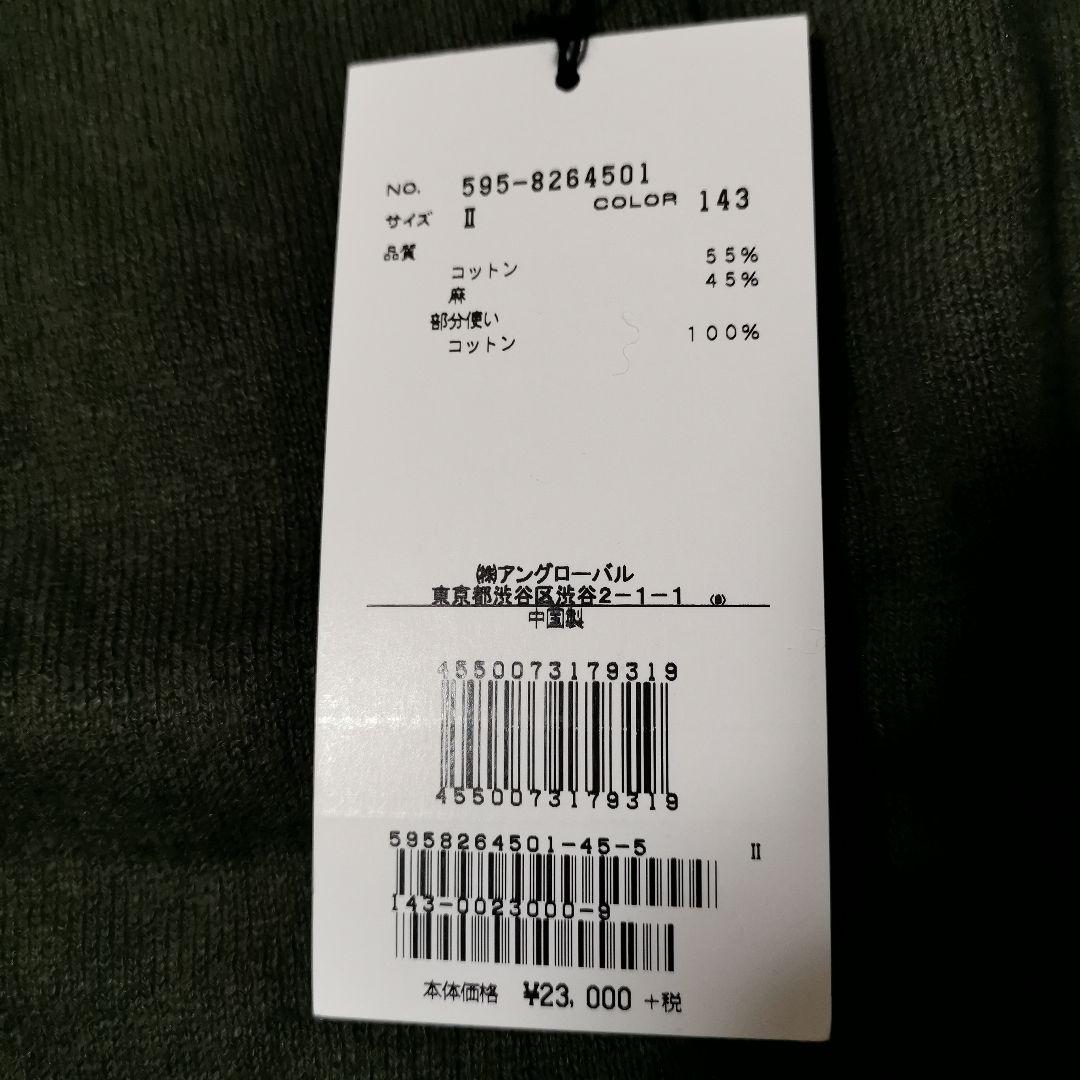 NO. 595-8264501
サイズ Ⅱ COLOR 143
品質
コットン 55%
麻 45%
部分使い
コットン 100%
㈱アングローバル
東京都渋谷区渋谷2-1-1
中国製
4550073179319
4550073179319
5958264501-45-5 Ⅱ
143-0023000-9
本体価格 ¥23,000 +税